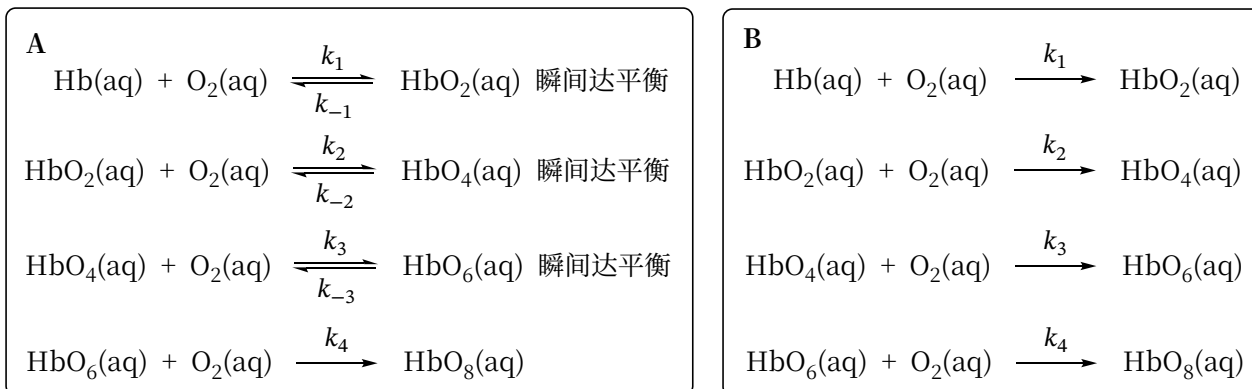 A
k₁
Hb(aq) + O₂(aq) ⇌ HbO₂(aq) 瞬间达平衡
k₋₁
k₂
HbO₂(aq) + O₂(aq) ⇌ HbO₄(aq) 瞬间达平衡
k₋₂
k₃
HbO₄(aq) + O₂(aq) ⇌ HbO₆(aq) 瞬间达平衡
k₋₃
k₄
HbO₆(aq) + O₂(aq) → HbO₈(aq)
B
k₁
Hb(aq) + O₂(aq) → HbO₂(aq)
k₂
HbO₂(aq) + O₂(aq) → HbO₄(aq)
k₃
HbO₄(aq) + O₂(aq) → HbO₆(aq)
k₄
HbO₆(aq) + O₂(aq) → HbO₈(aq)